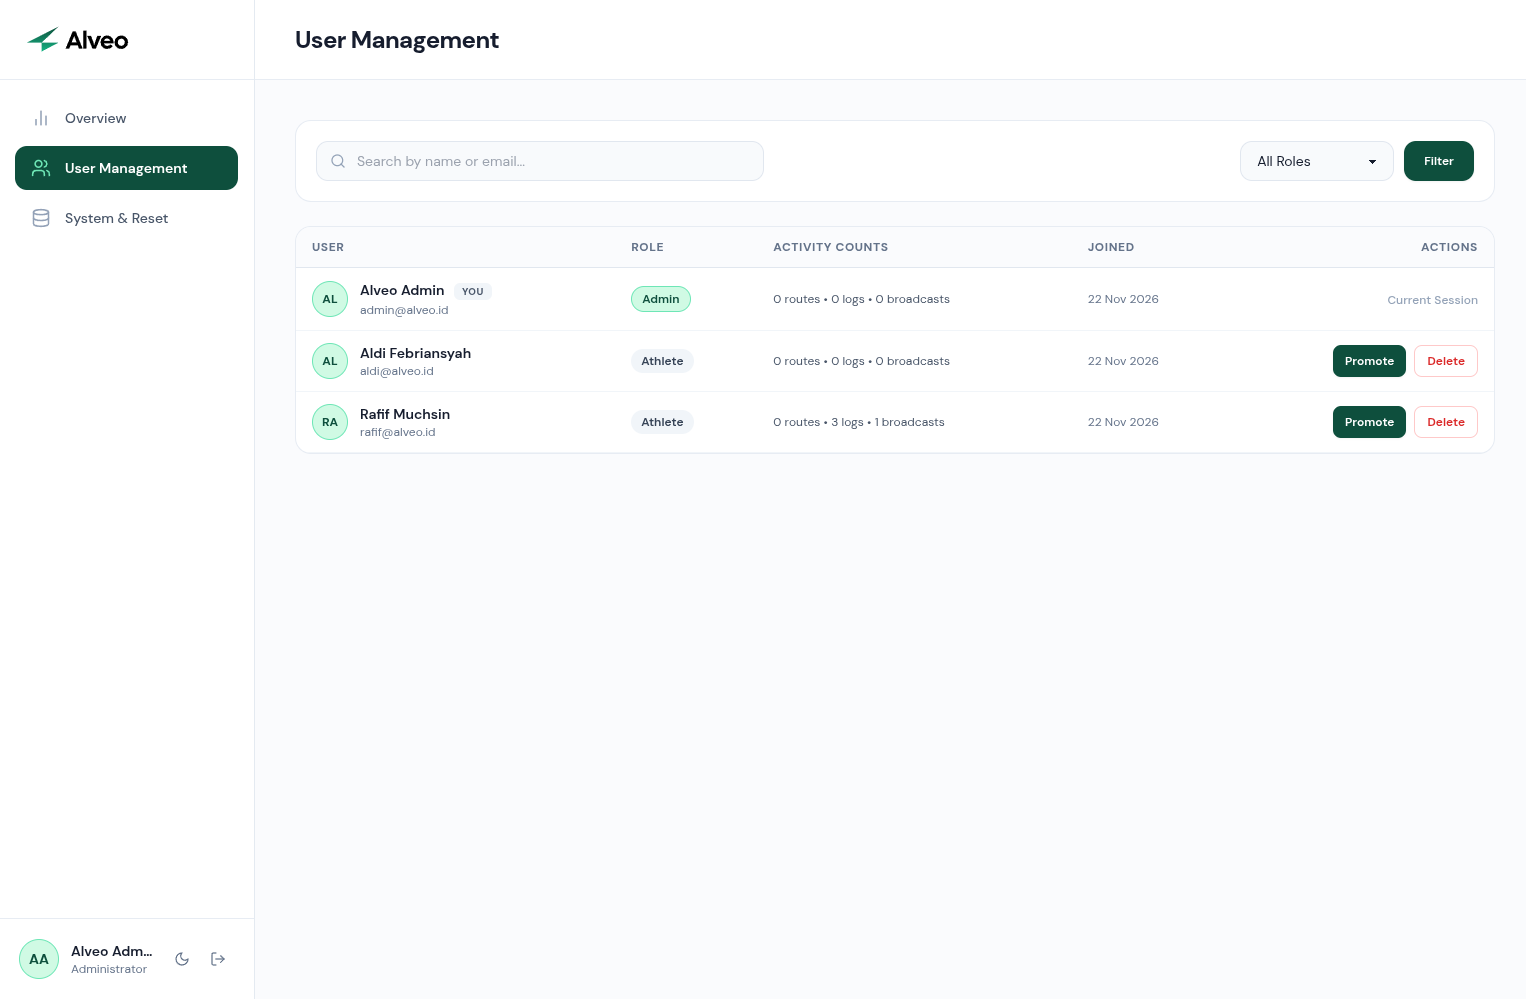 Alveo
User Management
Overview
User Management
System & Reset
Search by name or email...
All Roles
Filter
USER ROLE ACTIVITY COUNTS JOINED ACTIONS
AL Alveo Admin YOU
admin@alveo.id
Admin 0 routes • 0 logs • 0 broadcasts 22 Nov 2026 Current Session
AL Aldi Febriansyah
aldi@alveo.id
Athlete 0 routes • 0 logs • 0 broadcasts 22 Nov 2026 Promote Delete
RA Rafif Muchsin
rafif@alveo.id
Athlete 0 routes • 3 logs • 1 broadcasts 22 Nov 2026 Promote Delete
AA Alveo Adm...
Administrator